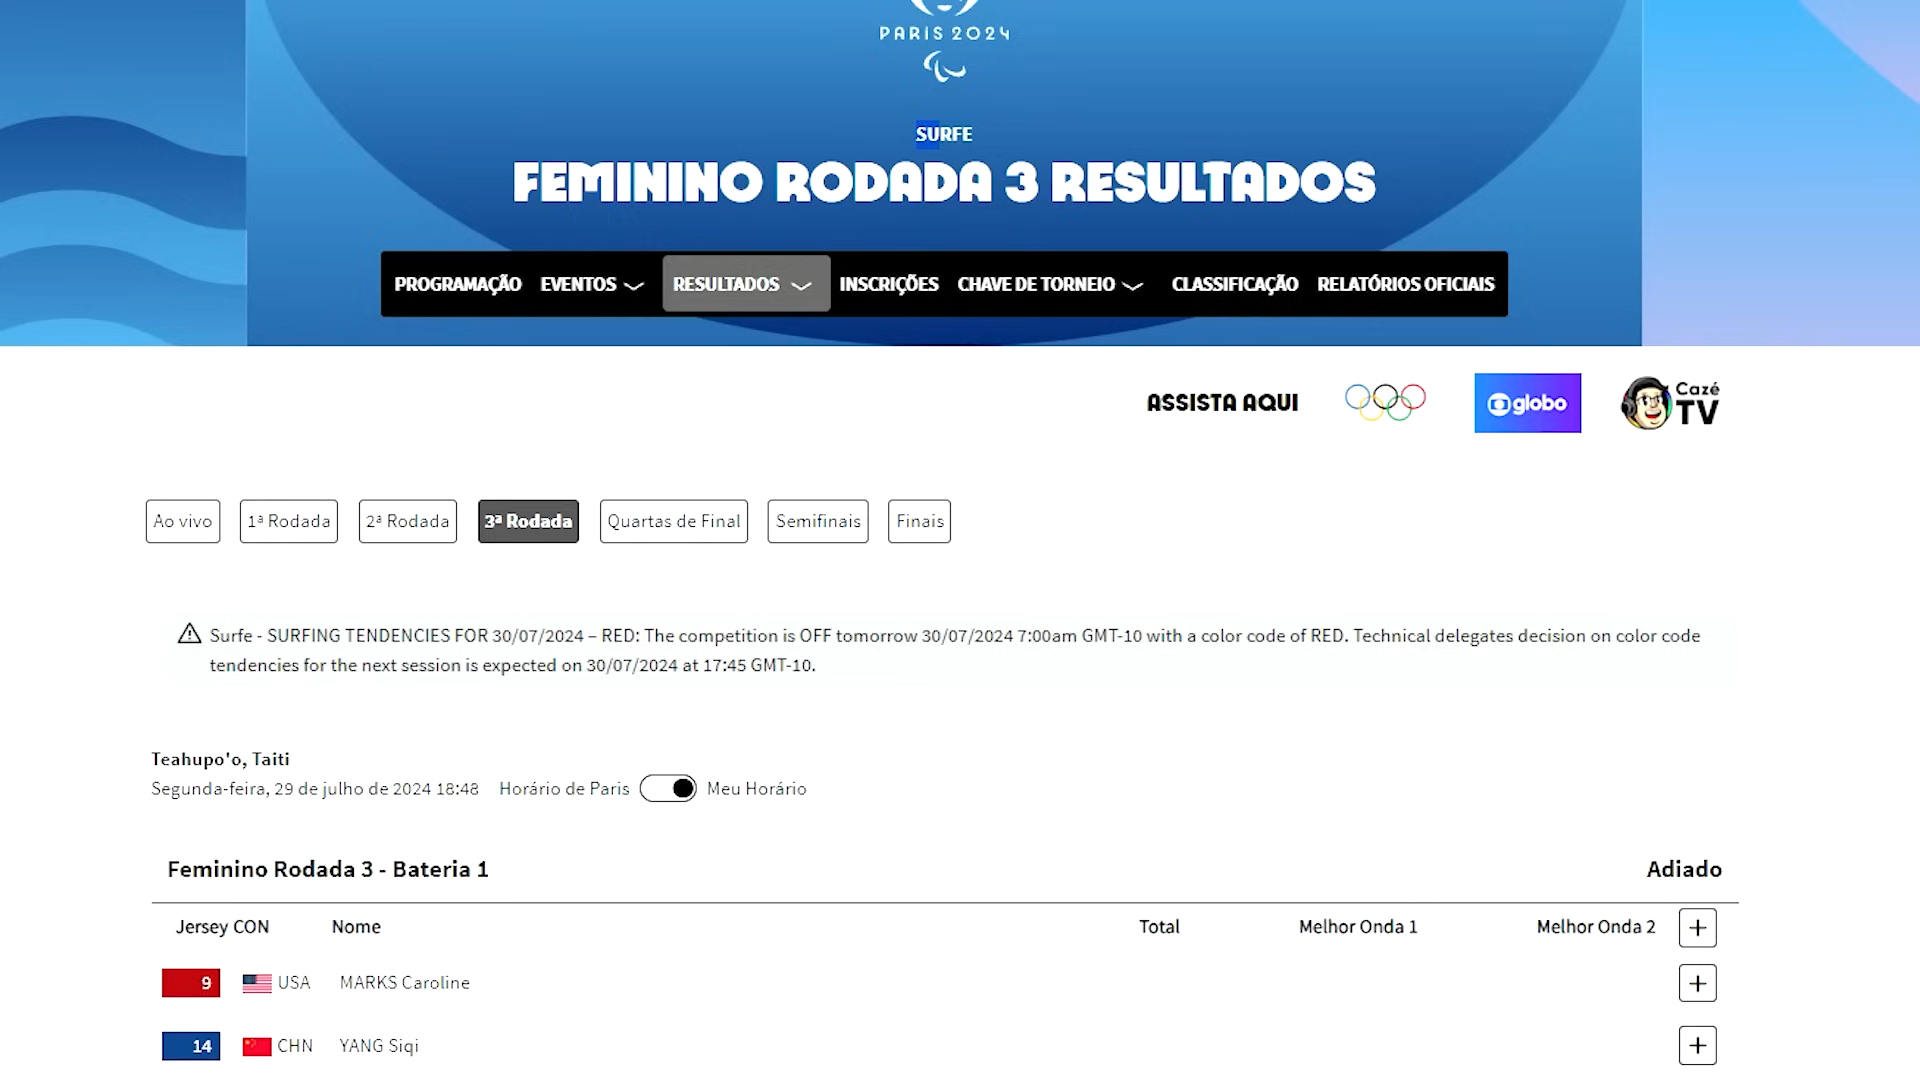 PARIS 2024
SURFE
FEMININO RODADA 3 RESULTADOS
PROGRAMAÇÃO EVENTOS RESULTADOS INSCRIÇÕES CHAVE DE TORNEIO CLASSIFICAÇÃO RELATÓRIOS OFICIAIS
ASSISTA AQUI globo Cazé TV
Ao vivo 1ª Rodada 2ª Rodada 3ª Rodada Quartas de Final Semifinais Finais
Surfe - SURFING TENDENCIES FOR 30/07/2024 – RED: The competition is OFF tomorrow 30/07/2024 7:00am GMT-10 with a color code of RED. Technical delegates decision on color code
tendencies for the next session is expected on 30/07/2024 at 17:45 GMT-10.
Teahupo'o, Taiti
Segunda-feira, 29 de julho de 2024 18:48 Horário de Paris Meu Horário
Feminino Rodada 3 - Bateria 1 Adiado
Jersey CON Nome Total Melhor Onda 1 Melhor Onda 2 +
9 USA MARKS Caroline +
14 CHN YANG Siqi +